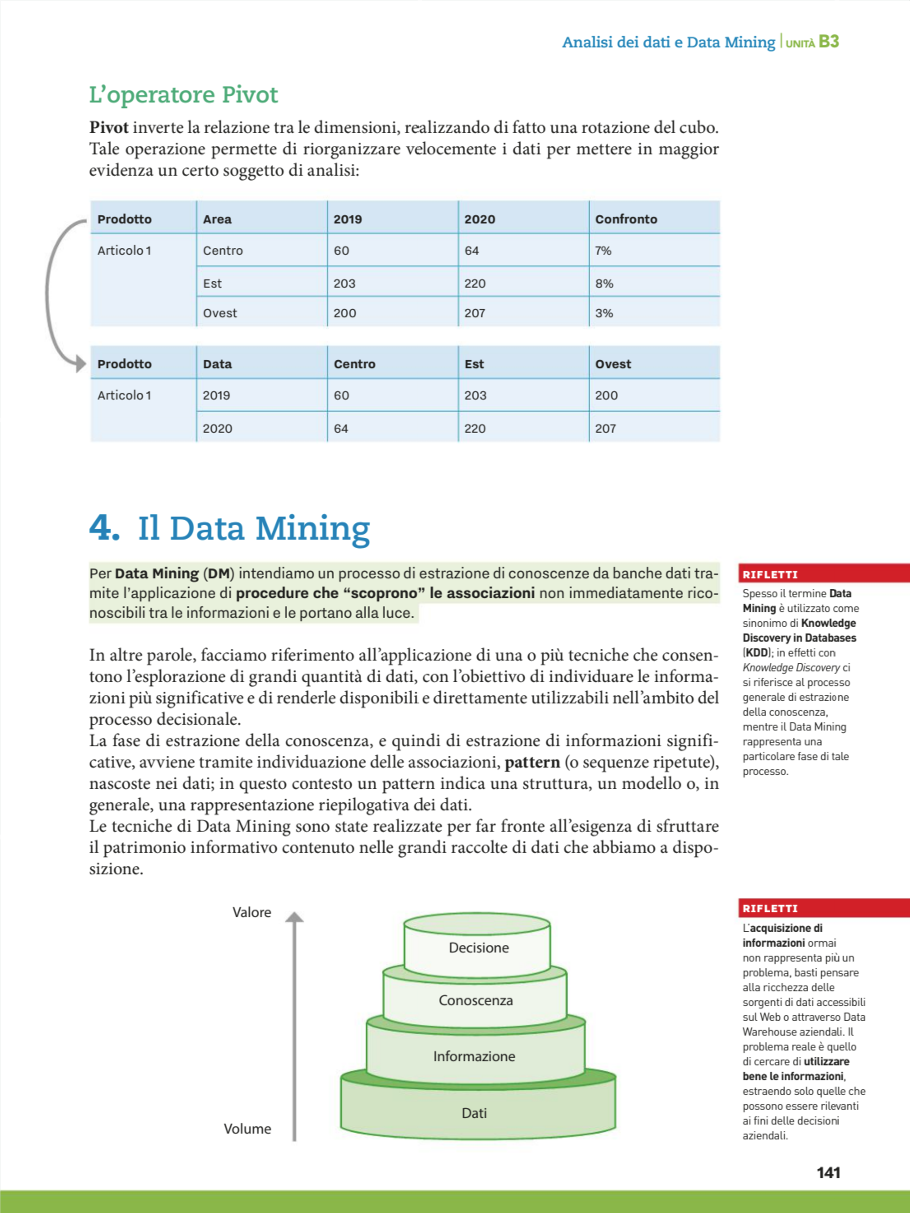 Analisi dei dati e Data Mining | UNITÀ B3
L'operatore Pivot
Pivot inverte la relazione tra le dimensioni, realizzando di fatto una rotazione del cubo.
Tale operazione permette di riorganizzare velocemente i dati per mettere in maggior
evidenza un certo soggetto di analisi:
Prodotto Area 2019 2020 Confronto
Articolo 1 Centro 60 64 7%
Est 203 220 8%
Ovest 200 207 3%
Prodotto Data Centro Est Ovest
Articolo 1 2019 60 203 200
2020 64 220 207
4. Il Data Mining
Per Data Mining (DM) intendiamo un processo di estrazione di conoscenze da banche dati tra-
mite l'applicazione di procedure che “scoprono” le associazioni non immediatamente rico-
noscibili tra le informazioni e le portano alla luce.
In altre parole, facciamo riferimento all'applicazione di una o più tecniche che consen-
tono l'esplorazione di grandi quantità di dati, con l'obiettivo di individuare le informa-
zioni più significative e di renderle disponibili e direttamente utilizzabili nell'ambito del
processo decisionale.
La fase di estrazione della conoscenza, e quindi di estrazione di informazioni signifi-
cative, avviene tramite individuazione delle associazioni, pattern (o sequenze ripetute),
nascoste nei dati; in questo contesto un pattern indica una struttura, un modello o, in
generale, una rappresentazione riepilogativa dei dati.
Le tecniche di Data Mining sono state realizzate per far fronte all'esigenza di sfruttare
il patrimonio informativo contenuto nelle grandi raccolte di dati che abbiamo a dispo-
sizione.
RIFLETTI
Spesso il termine Data
Mining è utilizzato come
sinonimo di Knowledge
Discovery in Databases
(KDD); in effetti con
Knowledge Discovery ci
si riferisce al processo
generale di estrazione
della conoscenza,
mentre il Data Mining
rappresenta una
particolare fase di tale
processo.
Valore
Decisione
Conoscenza
Informazione
Dati
Volume
RIFLETTI
L'acquisizione di
informazioni ormai
non rappresenta più un
problema, basti pensare
alla ricchezza delle
sorgenti di dati accessibili
sul Web o attraverso Data
Warehouse aziendali. Il
problema reale è quello
di cercare di utilizzare
bene le informazioni,
estraendo solo quelle che
possono essere rilevanti
ai fini delle decisioni
aziendali.
141